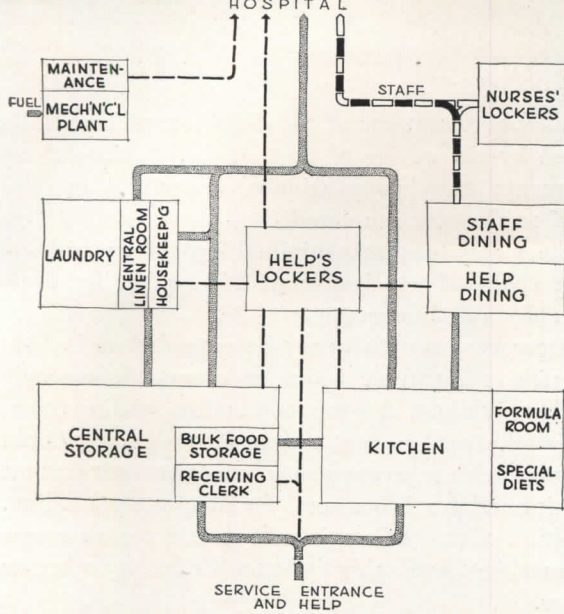 HOSPITAL
MAINTEN-
ANCE
FUEL
MECH'N'C'L
PLANT
STAFF
NURSES'
LOCKERS
LAUNDRY
CENTRAL
LINEN ROOM
HOUSEKEEP'G
HELP'S
LOCKERS
STAFF
DINING
HELP
DINING
CENTRAL
STORAGE
BULK FOOD
STORAGE
RECEIVING
CLERK
KITCHEN
FORMULA
ROOM
SPECIAL
DIETS
SERVICE ENTRANCE
AND HELP